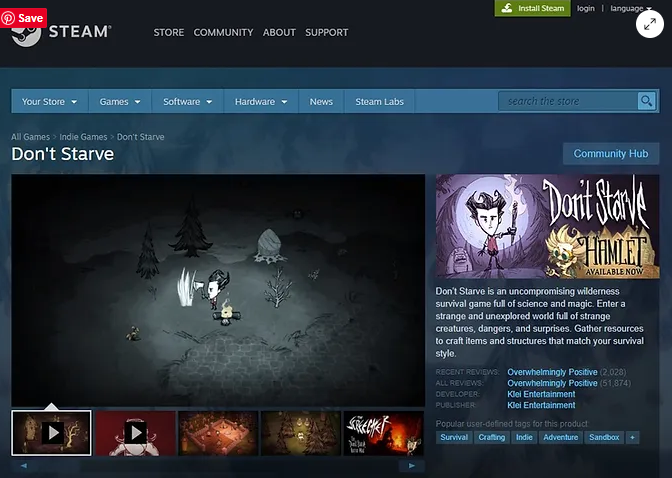 Save
STEAM®
STORE COMMUNITY ABOUT SUPPORT
Install Steam login | language
Your Store Games Software Hardware News Steam Labs
search the store
All Games > Indie Games > Don't Starve
Don't Starve
Community Hub
Don't Starve
HAMLET
AVAILABLE NOW
Don't Starve is an uncompromising wilderness
survival game full of science and magic. Enter a
strange and unexplored world full of strange
creatures, dangers, and surprises. Gather resources
to craft items and structures that match your survival
style.
RECENT REVIEWS: Overwhelmingly Positive (2,028)
ALL REVIEWS: Overwhelmingly Positive (51,874)
DEVELOPER: Klei Entertainment
PUBLISHER: Klei Entertainment
Popular user-defined tags for this product:
Survival Crafting Indie Adventure Sandbox +